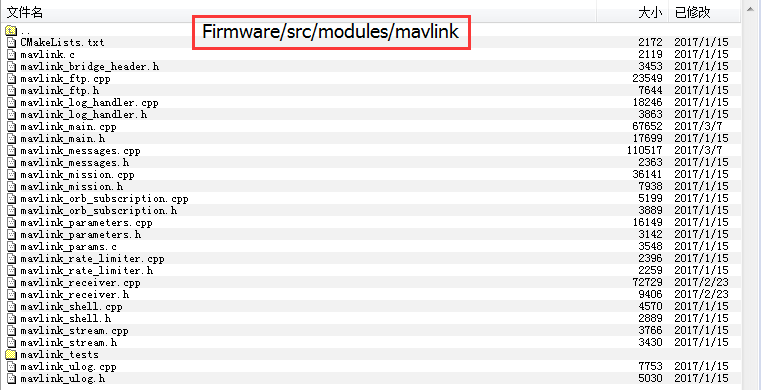 文件名 大小 已修改
Firmware/src/modules/mavlink
..
CMakeLists.txt 2172 2017/1/15
mavlink.c 2119 2017/1/15
mavlink_bridge_header.h 3453 2017/1/15
mavlink_ftp.cpp 23549 2017/1/15
mavlink_ftp.h 7644 2017/1/15
mavlink_log_handler.cpp 18246 2017/1/15
mavlink_log_handler.h 3863 2017/1/15
mavlink_main.cpp 67652 2017/3/7
mavlink_main.h 17699 2017/1/15
mavlink_messages.cpp 110517 2017/3/7
mavlink_messages.h 2363 2017/1/15
mavlink_mission.cpp 36141 2017/1/15
mavlink_mission.h 7938 2017/1/15
mavlink_orb_subscription.cpp 5199 2017/1/15
mavlink_orb_subscription.h 3889 2017/1/15
mavlink_parameters.cpp 16149 2017/1/15
mavlink_parameters.h 3142 2017/1/15
mavlink_params.c 3548 2017/1/15
mavlink_rate_limiter.cpp 2396 2017/1/15
mavlink_rate_limiter.h 2259 2017/1/15
mavlink_receiver.cpp 72729 2017/2/23
mavlink_receiver.h 9406 2017/2/23
mavlink_shell.cpp 4570 2017/1/15
mavlink_shell.h 2889 2017/1/15
mavlink_stream.cpp 3766 2017/1/15
mavlink_stream.h 3430 2017/1/15
mavlink_tests
mavlink_ulog.cpp 7753 2017/1/15
mavlink_ulog.h 5030 2017/1/15